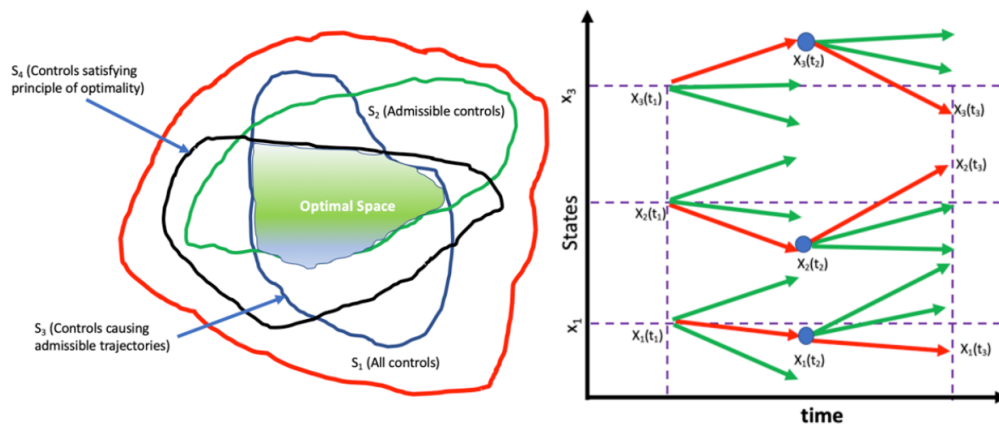 S₄ (Controls satisfying
principle of optimality)
S₂ (Admissible controls)
Optimal Space
S₃ (Controls causing
admissible trajectories)
S₁ (All controls)
States
X₃
X₂
X₁
X₃(t₁)
X₃(t₂)
X₃(t₃)
X₂(t₁)
X₂(t₂)
X₂(t₃)
X₁(t₁)
X₁(t₂)
X₁(t₃)
time